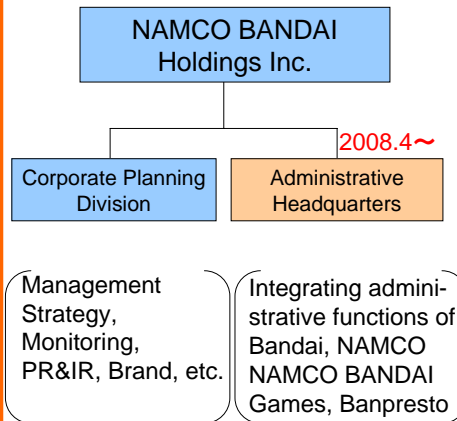 NAMCO BANDAI
Holdings Inc.
2008.4～
Corporate Planning
Division
Administrative
Headquarters
Management
Strategy,
Monitoring,
PR&IR, Brand, etc.
Integrating admini-
strative functions of
Bandai, NAMCO
NAMCO BANDAI
Games, Banpresto